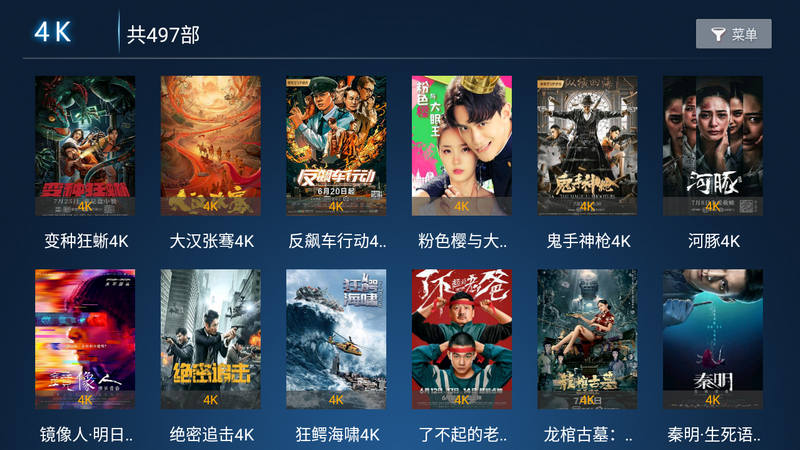 4K
共497部
菜单
变种狂蜥
4K
4K
反飙车行动
6月20日起
4K
粉色樱
与
大眼王
4K
鬼手神枪
4K
河豚
4K
变种狂蜥4K
大汉张骞4K
反飙车行动4..
粉色樱与大..
鬼手神枪4K
河豚4K
镜像人
4K
绝密追击
4K
狂鳄海啸
4K
了不起的老爸
4K
龙棺古墓
4K
秦明
4K
镜像人·明日..
绝密追击4K
狂鳄海啸4K
了不起的老..
龙棺古墓：..
秦明·生死语..